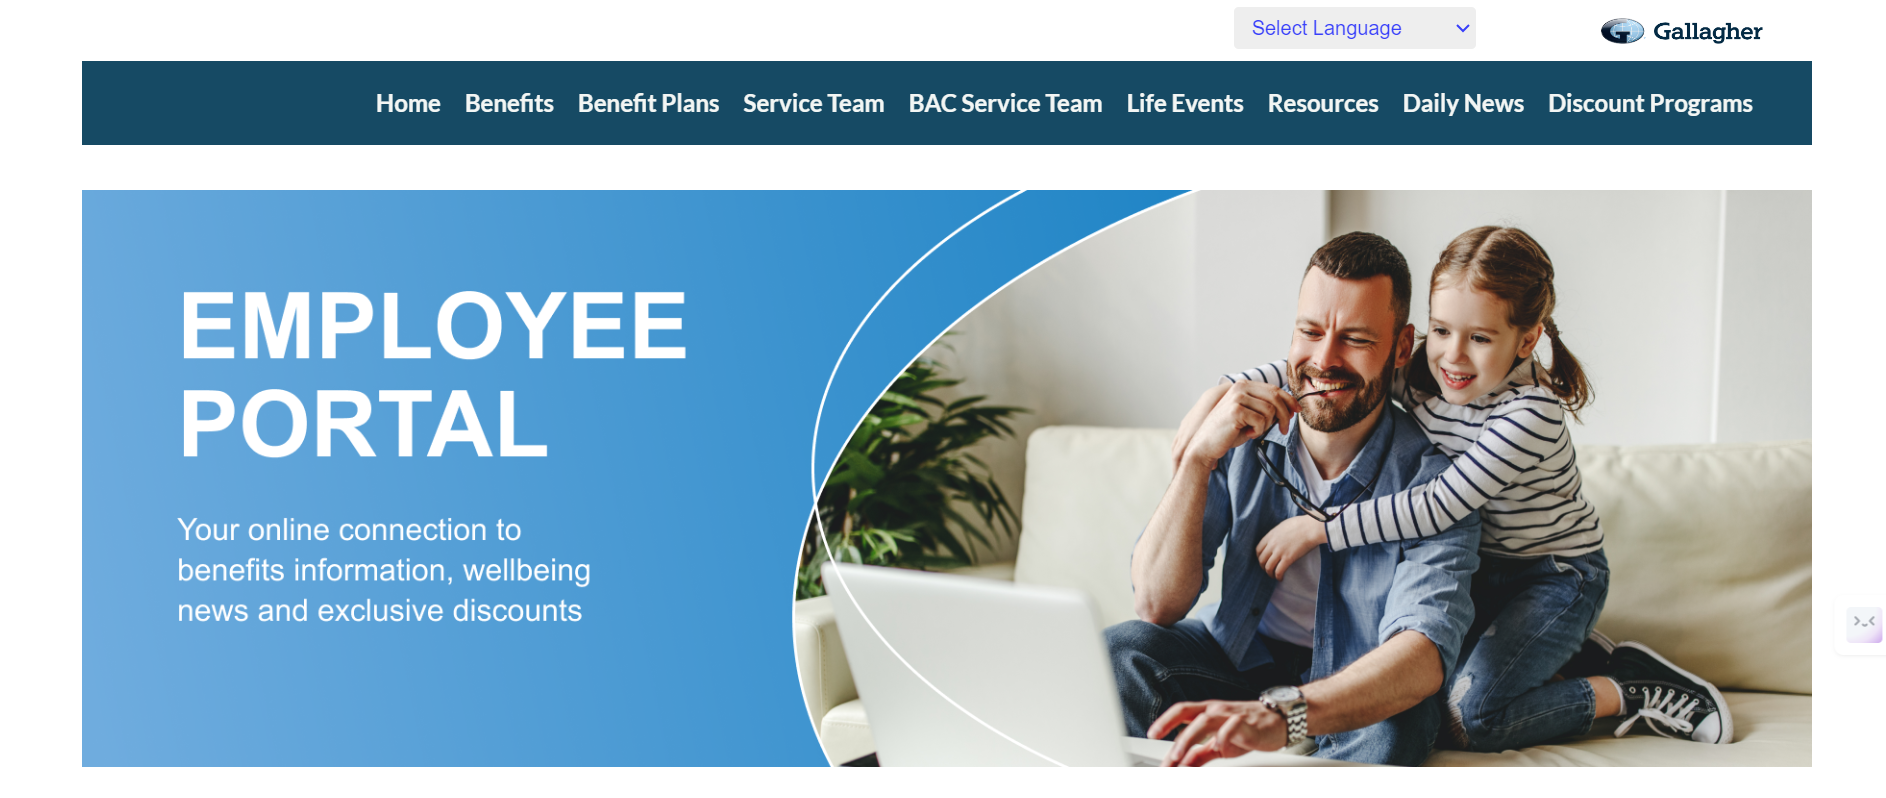 Select Language
Gallagher
Home Benefits Benefit Plans Service Team BAC Service Team Life Events Resources Daily News Discount Programs
EMPLOYEE
PORTAL
Your online connection to
benefits information, wellbeing
news and exclusive discounts